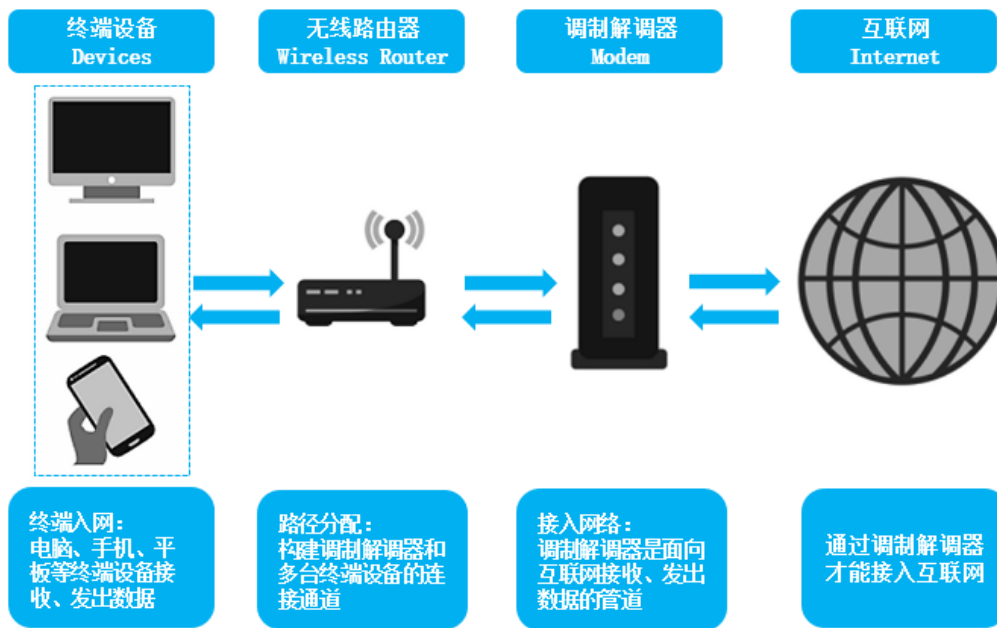 终端设备
Devices
无线路由器
Wireless Router
调制解调器
Modem
互联网
Internet
终端入网：
电脑、手机、平
板等终端设备接
收、发出数据
路径分配：
构建调制解调器和
多台终端设备的连
接通道
接入网络：
调制解调器是面向
互联网接收、发出
数据的管道
通过调制解调器
才能接入互联网